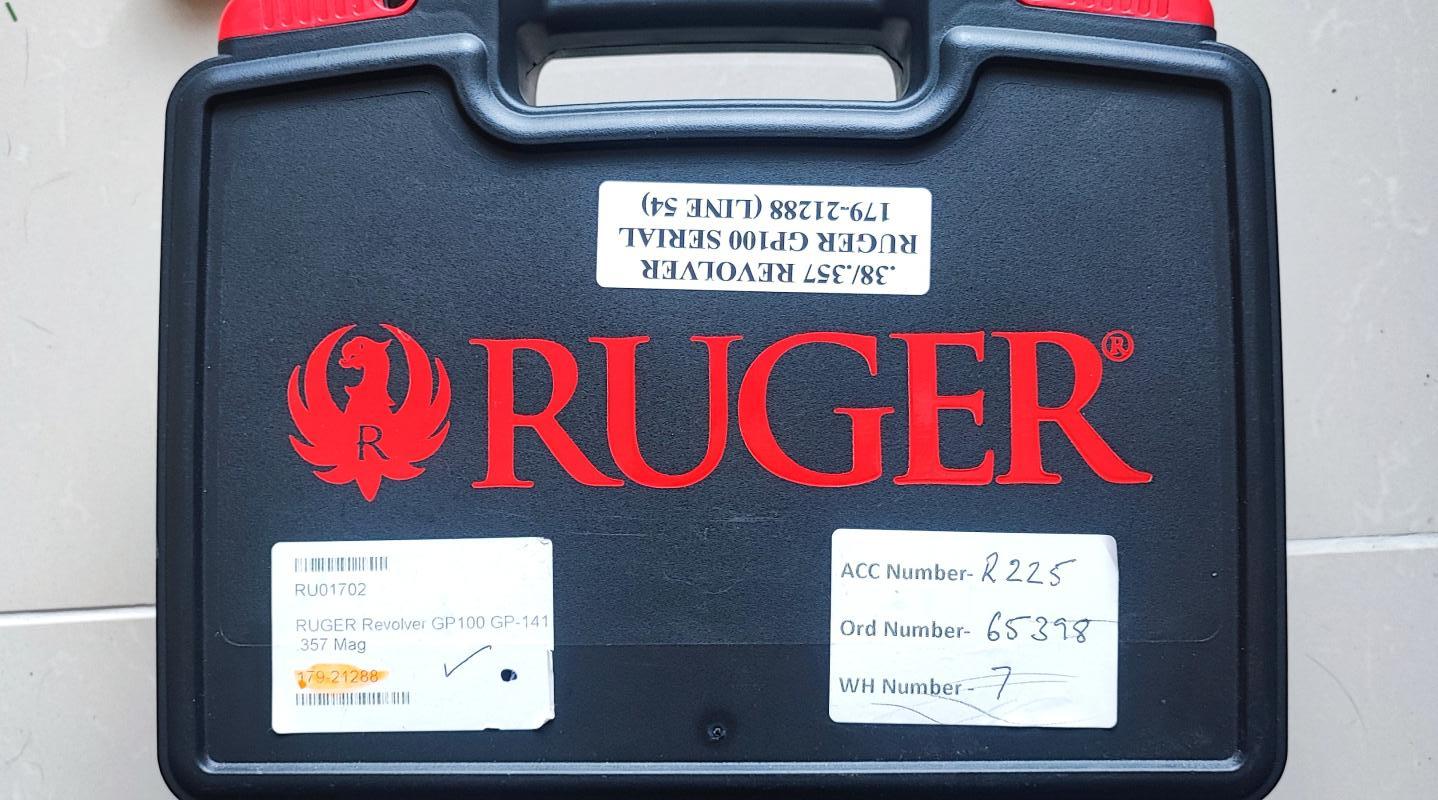 .38/.357 REVOLVER
RUGER GP100 SERIAL
179-21288 (LINE 54)
R
RUGER®
RU01702
RUGER Revolver GP100 GP-141
.357 Mag
179-21288
ACC Number- R225
Ord Number- 65398
WH Number - 7